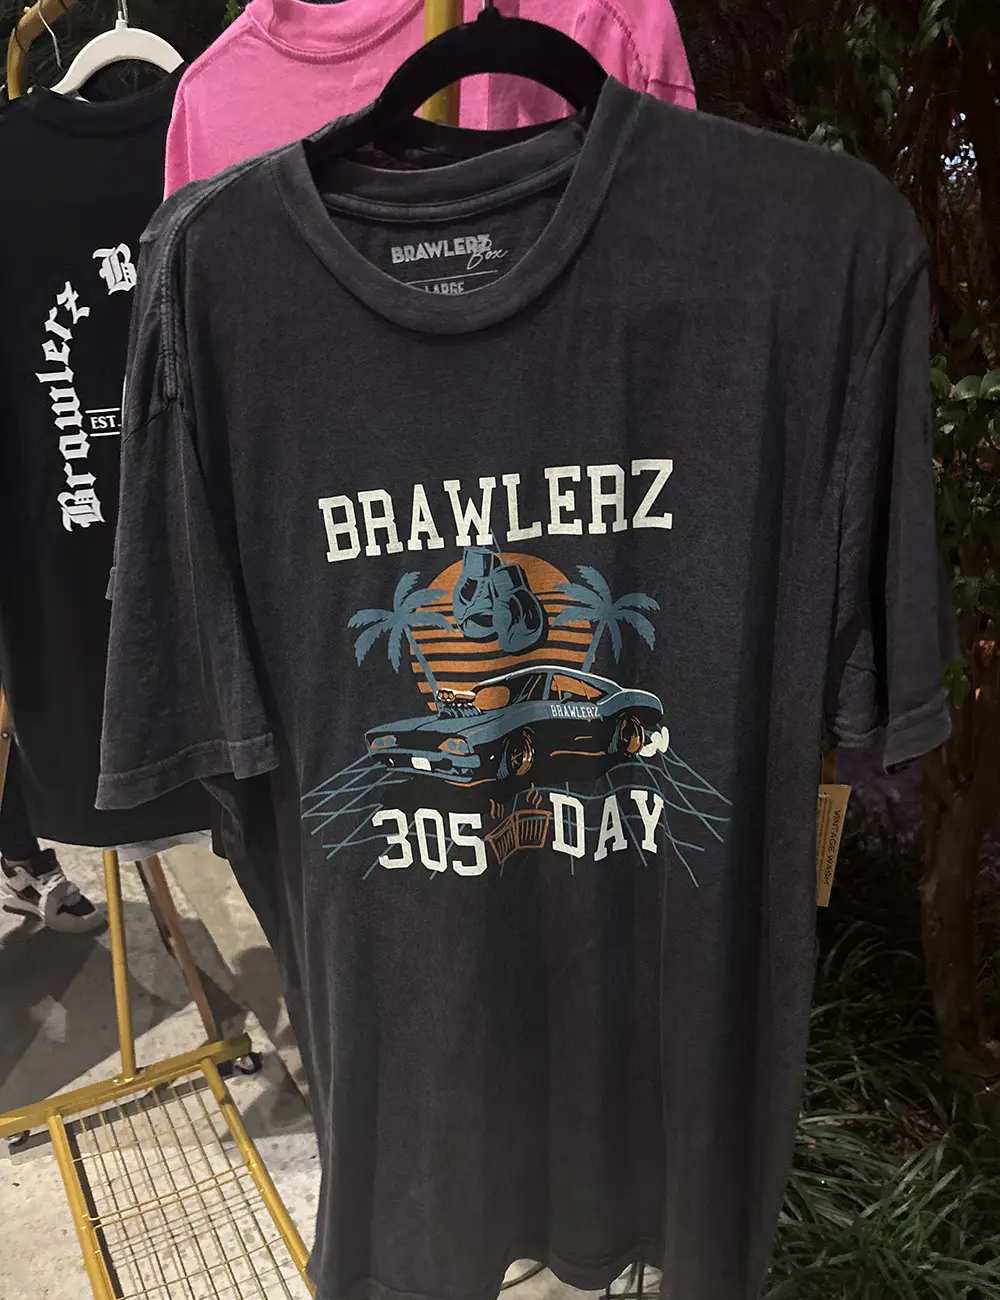 BRAWLERZ
Box
LARGE
Brawlerz
B
EST.
BRAWLERZ
BRAWLERZ
305 DAY
VINTAGE WASH